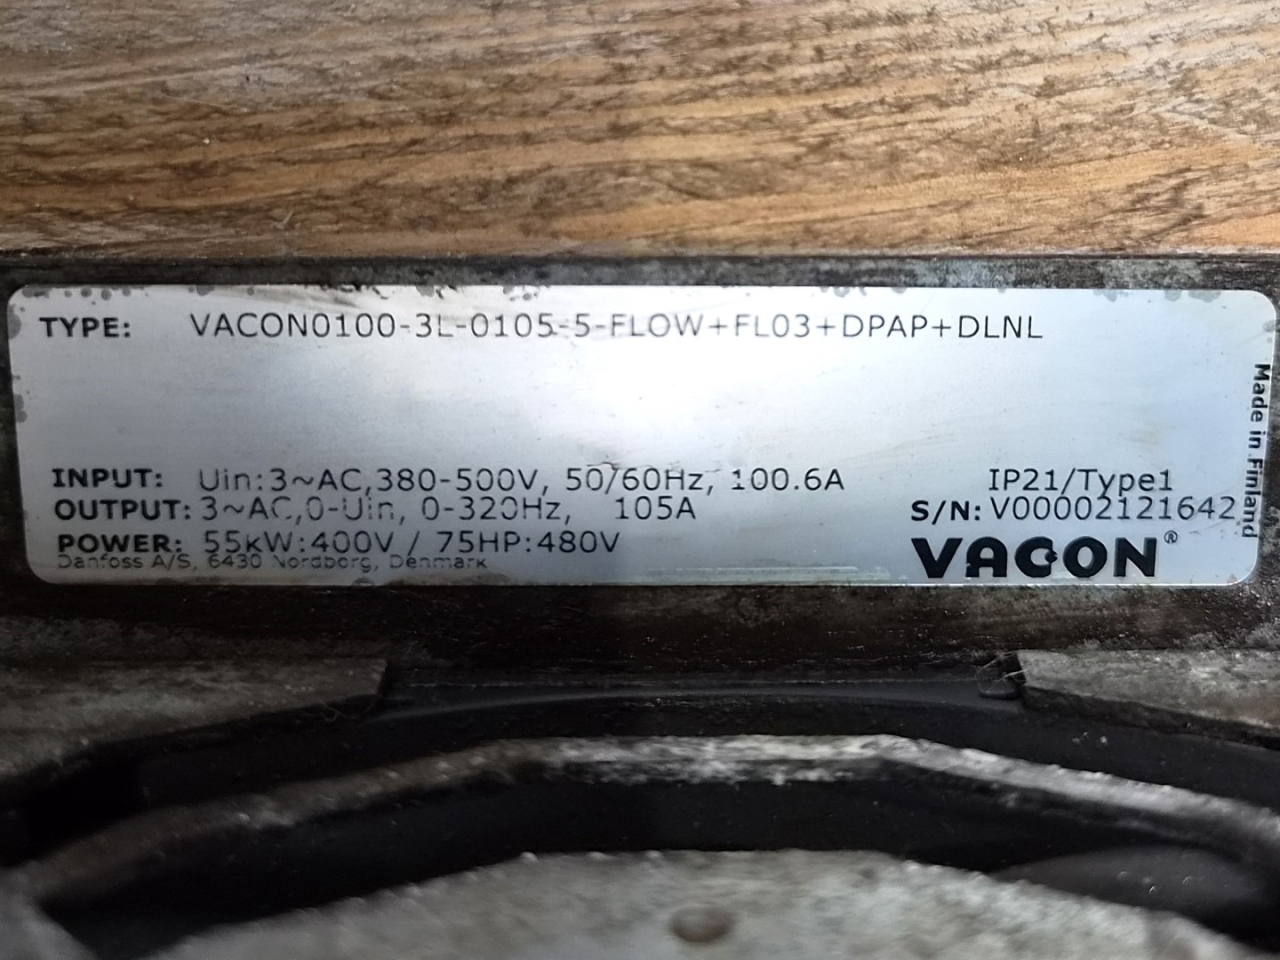 TYPE: VACON0100-3L-0105-5-FLOW+FL03+DPAP+DLNL
INPUT: Uin:3~AC,380-500V, 50/60Hz, 100.6A IP21/Type1
OUTPUT: 3~AC,0-Uin, 0-320Hz, 105A S/N: V00002121642
POWER: 55kW:400V / 75HP:480V
Danfoss A/S, 6430 Nordborg, Denmark
VACON®
Made in Finland